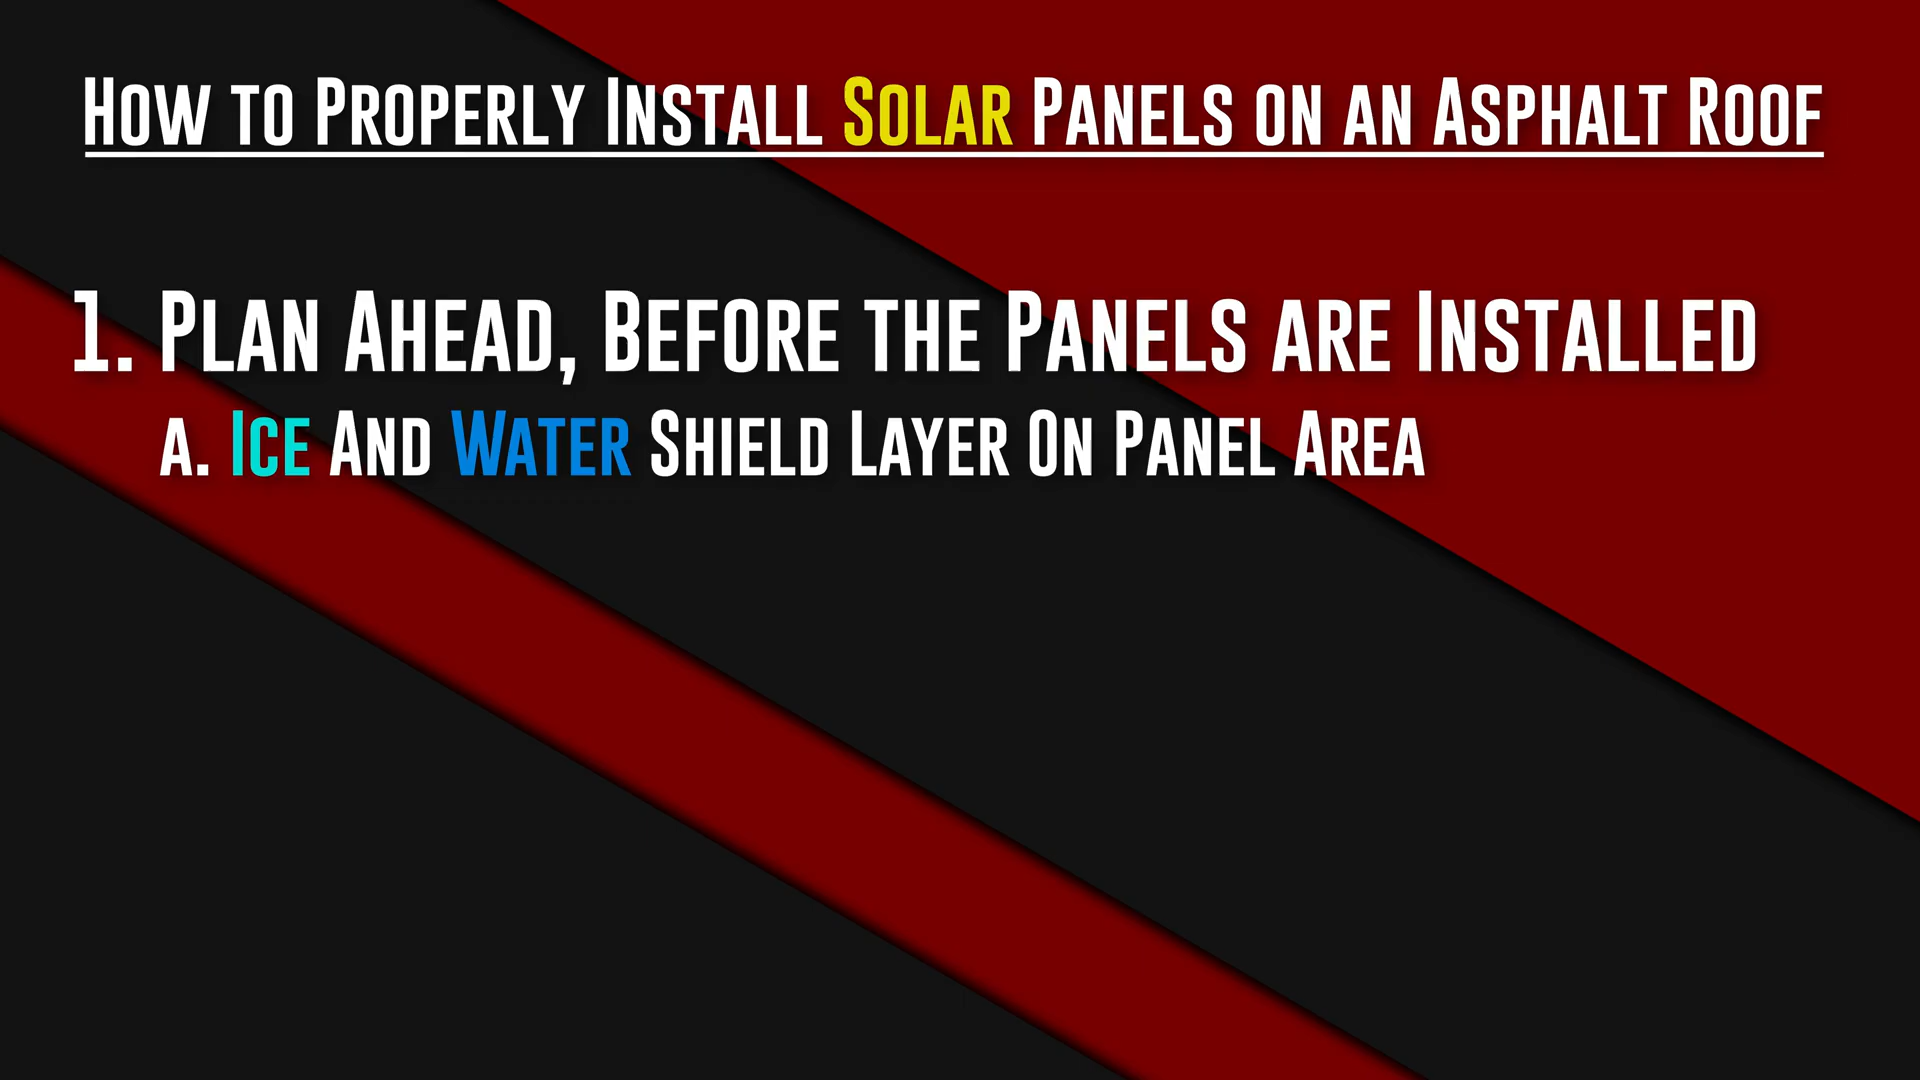 How to Properly Install Solar Panels on an Asphalt Roof
1. Plan Ahead, Before the Panels are Installed
a. Ice And Water Shield Layer On Panel Area